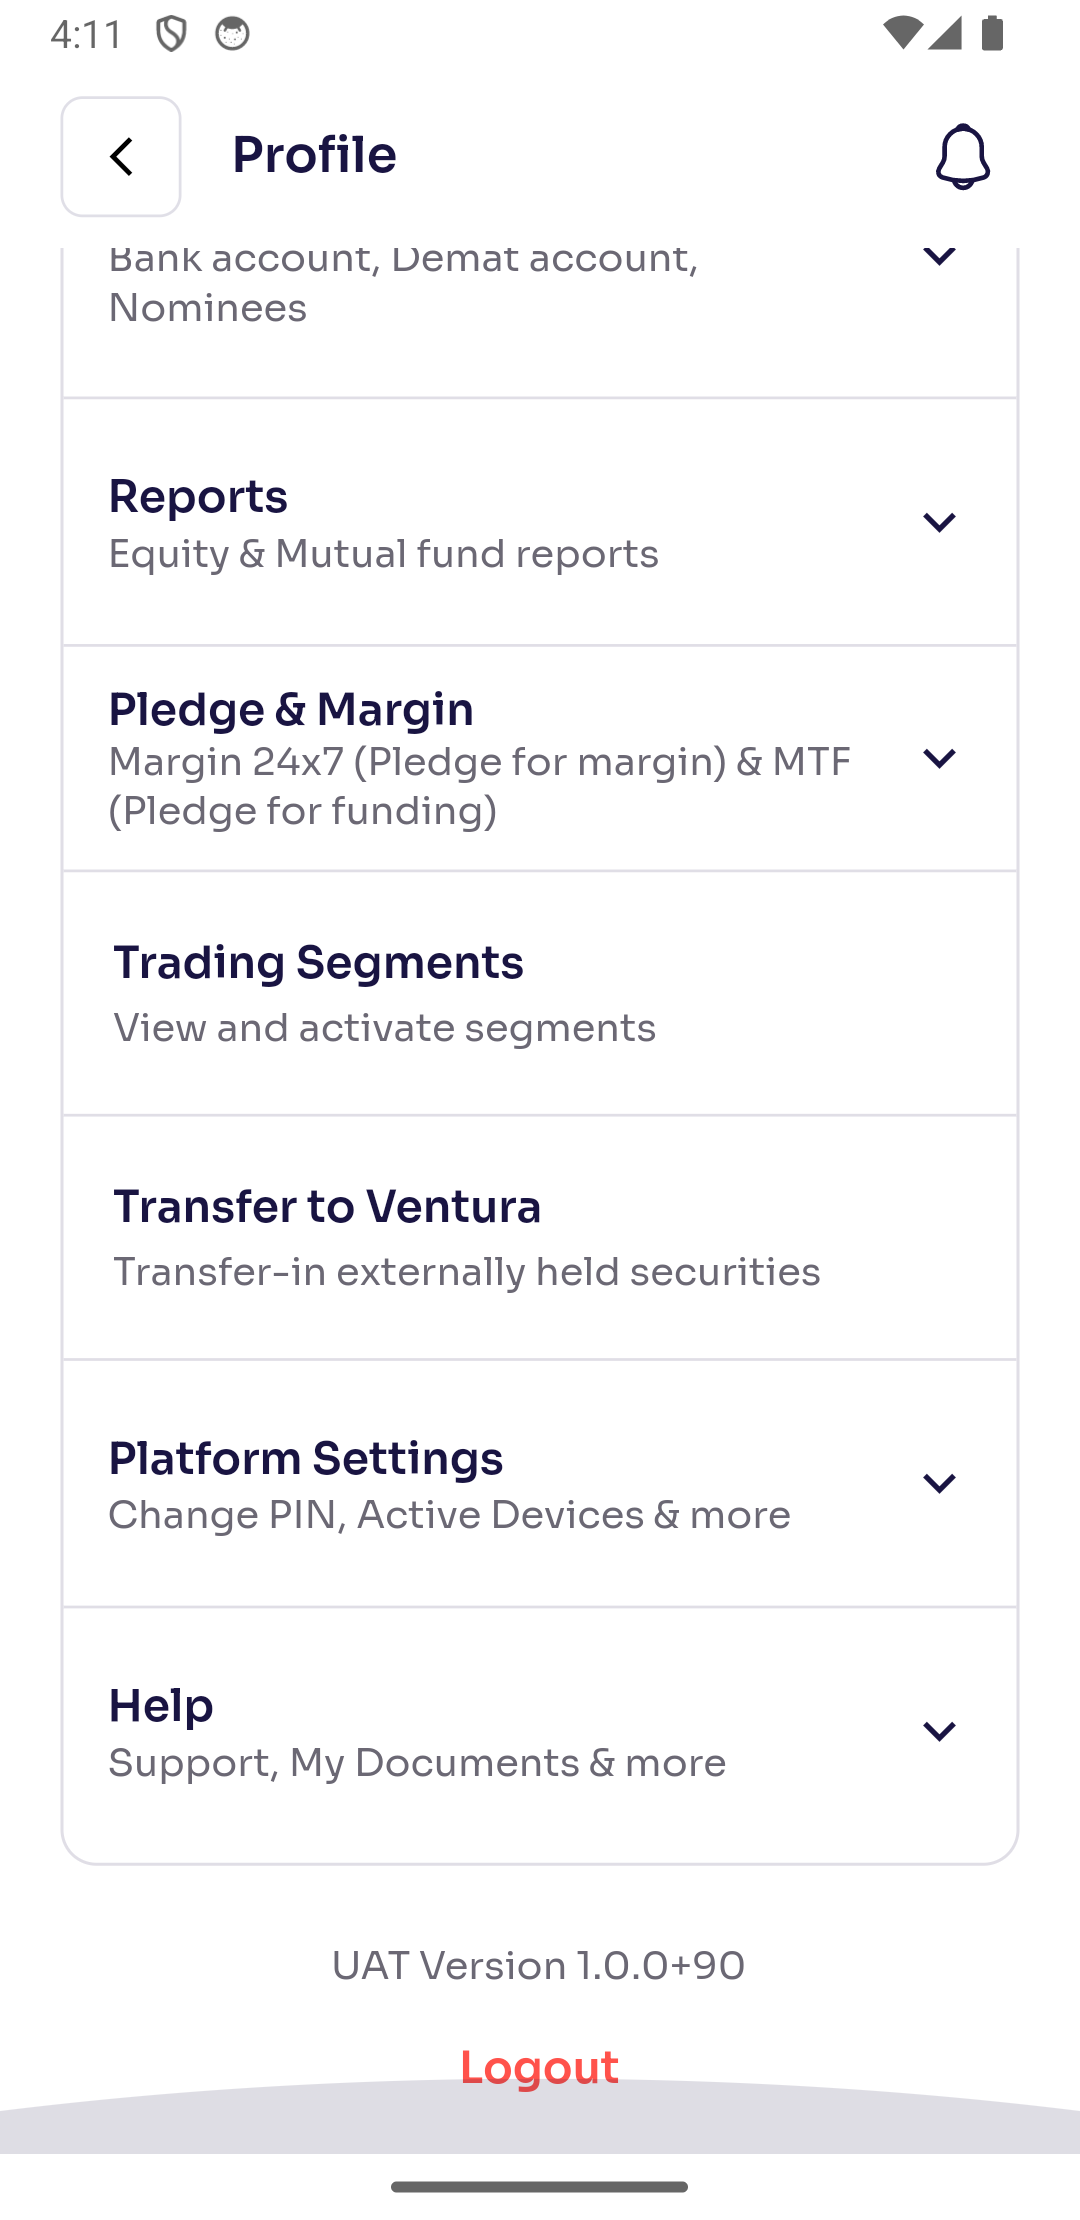 4:11
Profile
Bank account, Demat account,
Nominees
Reports
Equity & Mutual fund reports
Pledge & Margin
Margin 24x7 (Pledge for margin) & MTF
(Pledge for funding)
Trading Segments
View and activate segments
Transfer to Ventura
Transfer-in externally held securities
Platform Settings
Change PIN, Active Devices & more
Help
Support, My Documents & more
UAT Version 1.0.0+90
Logout